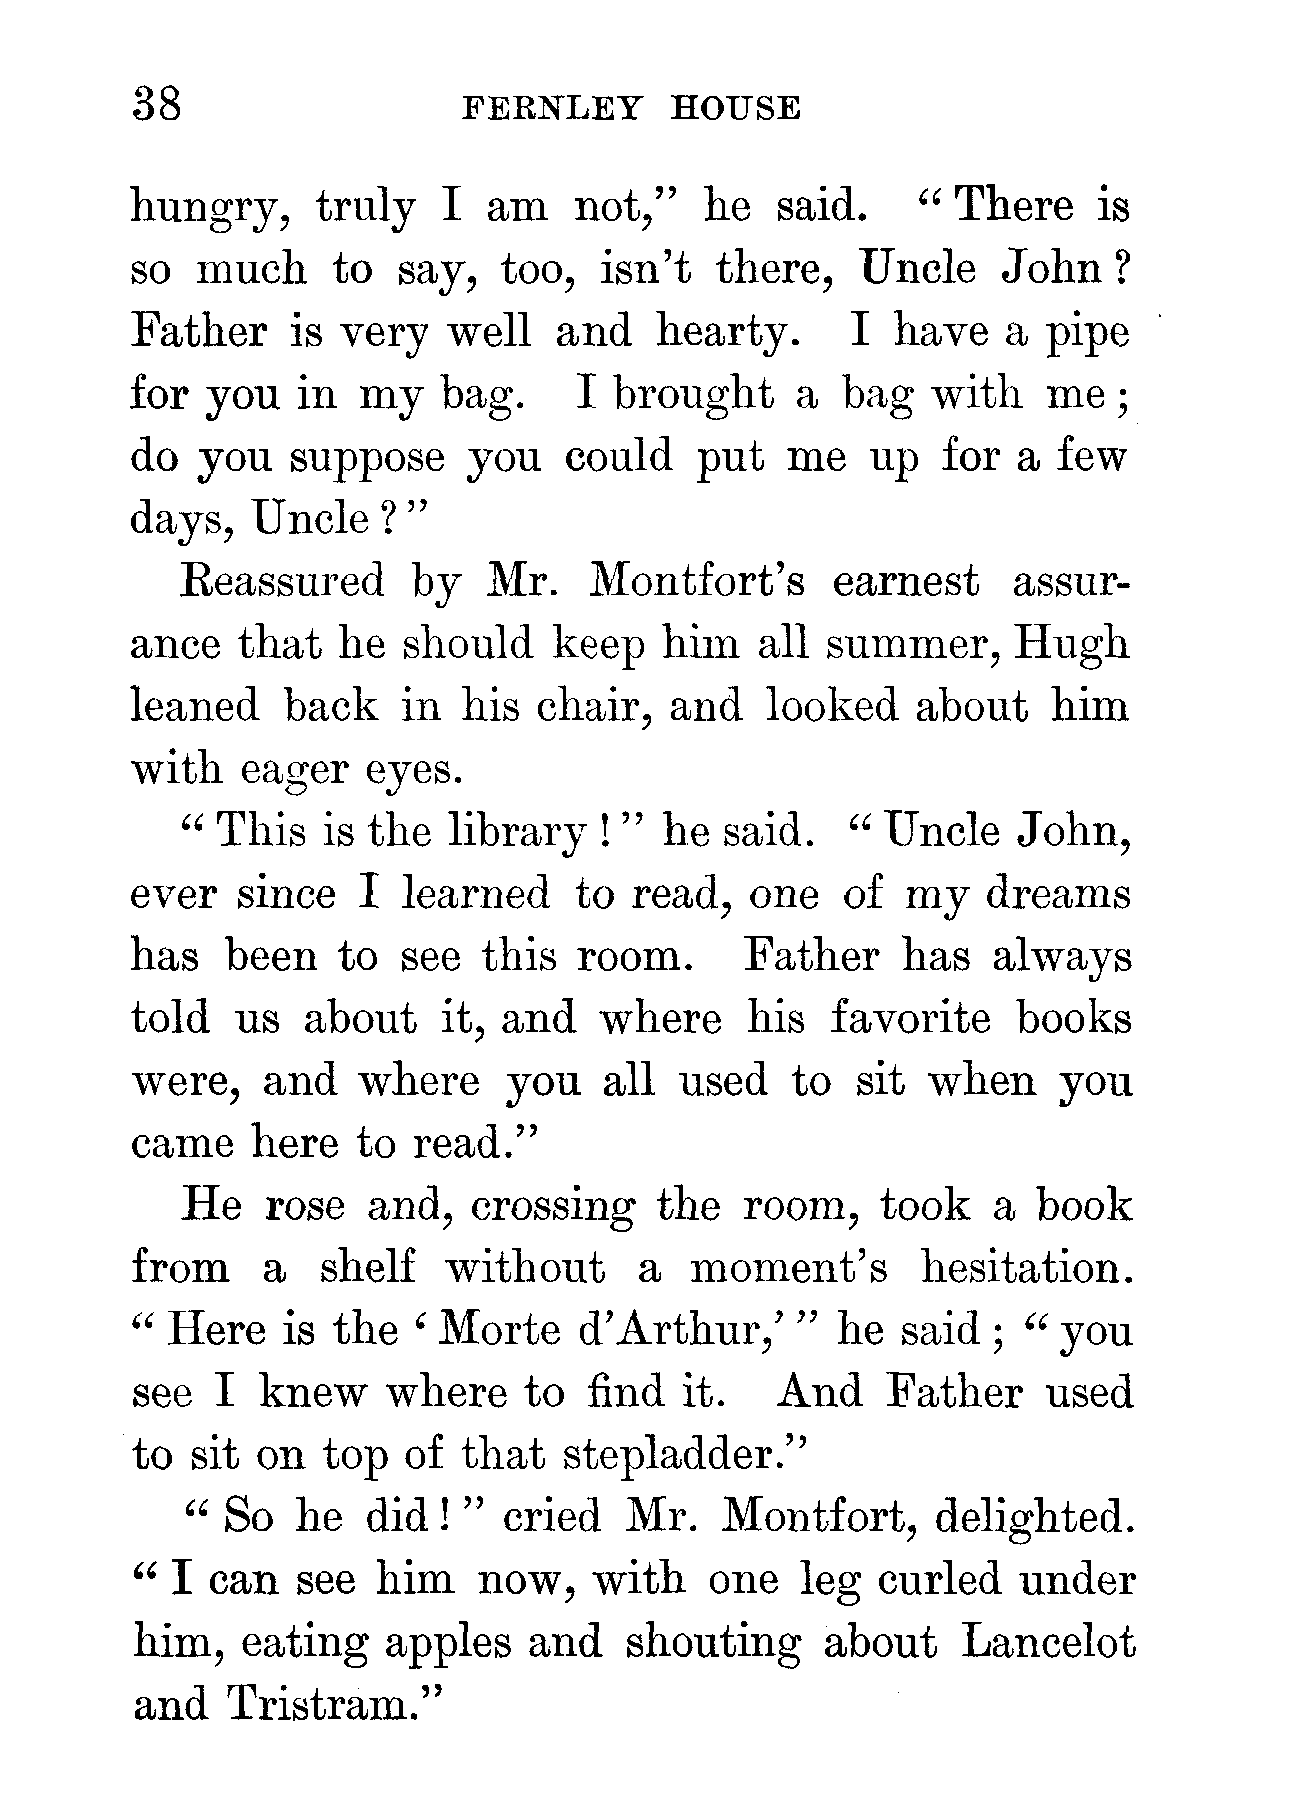 38 FERNLEY HOUSE
hungry, truly I am not,” he said. “ There is
so much to say, too, isn’t there, Uncle John ?
Father is very well and hearty. I have a pipe
for you in my bag. I brought a bag with me ;
do you suppose you could put me up for a few
days, Uncle ? ”
Reassured by Mr. Montfort’s earnest assur-
ance that he should keep him all summer, Hugh
leaned back in his chair, and looked about him
with eager eyes.
“ This is the library ! ” he said. “ Uncle John,
ever since I learned to read, one of my dreams
has been to see this room. Father has always
told us about it, and where his favorite books
were, and where you all used to sit when you
came here to read.”
He rose and, crossing the room, took a book
from a shelf without a moment’s hesitation.
“ Here is the ‘ Morte d’Arthur,’ ” he said ; “ you
see I knew where to find it. And Father used
to sit on top of that stepladder.”
“ So he did ! ” cried Mr. Montfort, delighted.
“ I can see him now, with one leg curled under
him, eating apples and shouting about Lancelot
and Tristram.”